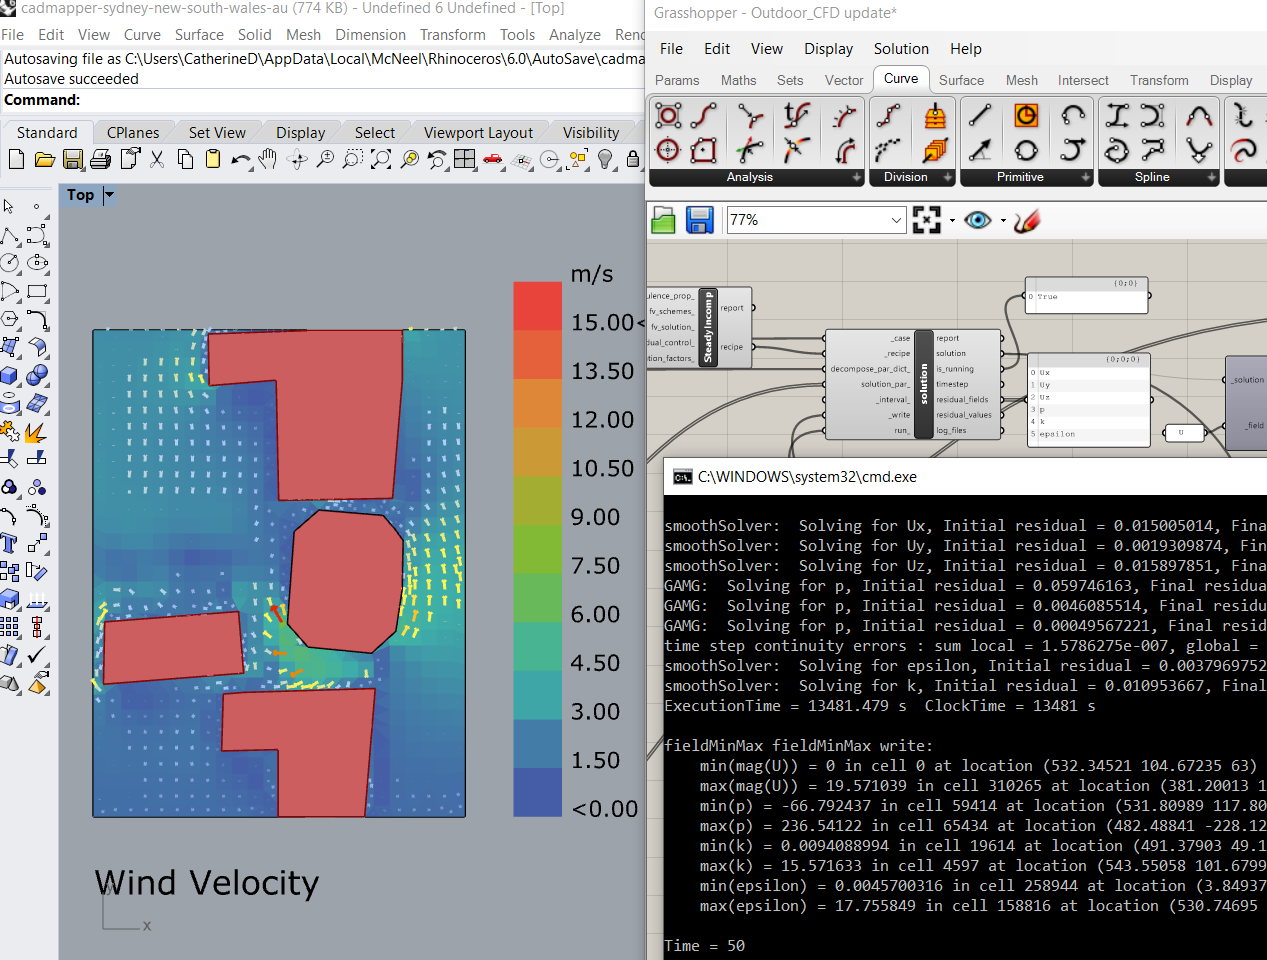 cadmapper-sydney-new-south-wales-au (774 KB) - Undefined 6 Undefined - [Top]
File Edit View Curve Surface Solid Mesh Dimension Transform Tools Analyze Ren
Autosaving file as C:\Users\CatherineD\AppData\Local\McNeel\Rhinoceros\6.0\AutoSave\cadma
Autosave succeeded
Command:
Standard CPlanes Set View Display Select Viewport Layout Visibility
Top
m/s
15.00<
13.50
12.00
10.50
9.00
7.50
6.00
4.50
3.00
1.50
<0.00
Wind Velocity
y
x
Grasshopper - Outdoor_CFD update*
File Edit View Display Solution Help
Params Maths Sets Vector Curve Surface Mesh Intersect Transform Display
Analysis Division Primitive Spline
77%
ulence_prop_
fv_schemes_
fv_solution_
dual_control_
tion_factors_
SteadyIncomp
report
recipe
_case
_recipe
decompose_par_dict_
solution_par_
_interval_
_write
run_
solution
report
solution
is_running
timestep
residual_fields
residual_values
log_files
{0;0}
0 True
{0;0;0}
0 Ux
1 Uy
2 Uz
3 p
4 k
5 epsilon
U
_solution
_field
C:\WINDOWS\system32\cmd.exe
smoothSolver:  Solving for Ux, Initial residual = 0.015005014, Fina
smoothSolver:  Solving for Uy, Initial residual = 0.0019309874, Fin
smoothSolver:  Solving for Uz, Initial residual = 0.015897851, Fina
GAMG:  Solving for p, Initial residual = 0.059746163, Final residua
GAMG:  Solving for p, Initial residual = 0.0046085514, Final residu
GAMG:  Solving for p, Initial residual = 0.00049567221, Final resid
time step continuity errors : sum local = 1.5786275e-007, global =
smoothSolver:  Solving for epsilon, Initial residual = 0.0037969752
smoothSolver:  Solving for k, Initial residual = 0.010953667, Final
ExecutionTime = 13481.479 s  ClockTime = 13481 s
fieldMinMax fieldMinMax write:
min(mag(U)) = 0 in cell 0 at location (532.34521 104.67235 63)
max(mag(U)) = 19.571039 in cell 310265 at location (381.20013 1
min(p) = -66.792437 in cell 59414 at location (531.80989 117.80
max(p) = 236.54122 in cell 65434 at location (482.48841 -228.12
min(k) = 0.0094088994 in cell 19614 at location (491.37903 49.1
max(k) = 15.571633 in cell 4597 at location (543.55058 101.6799
min(epsilon) = 0.0045700316 in cell 258944 at location (3.84937
max(epsilon) = 17.755849 in cell 158816 at location (530.74695
Time = 50